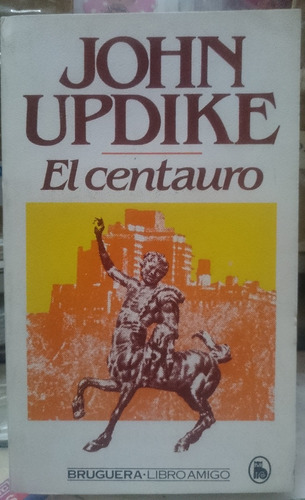 JOHN
UPDIKE
El centauro
BRUGUERA·LIBRO AMIGO